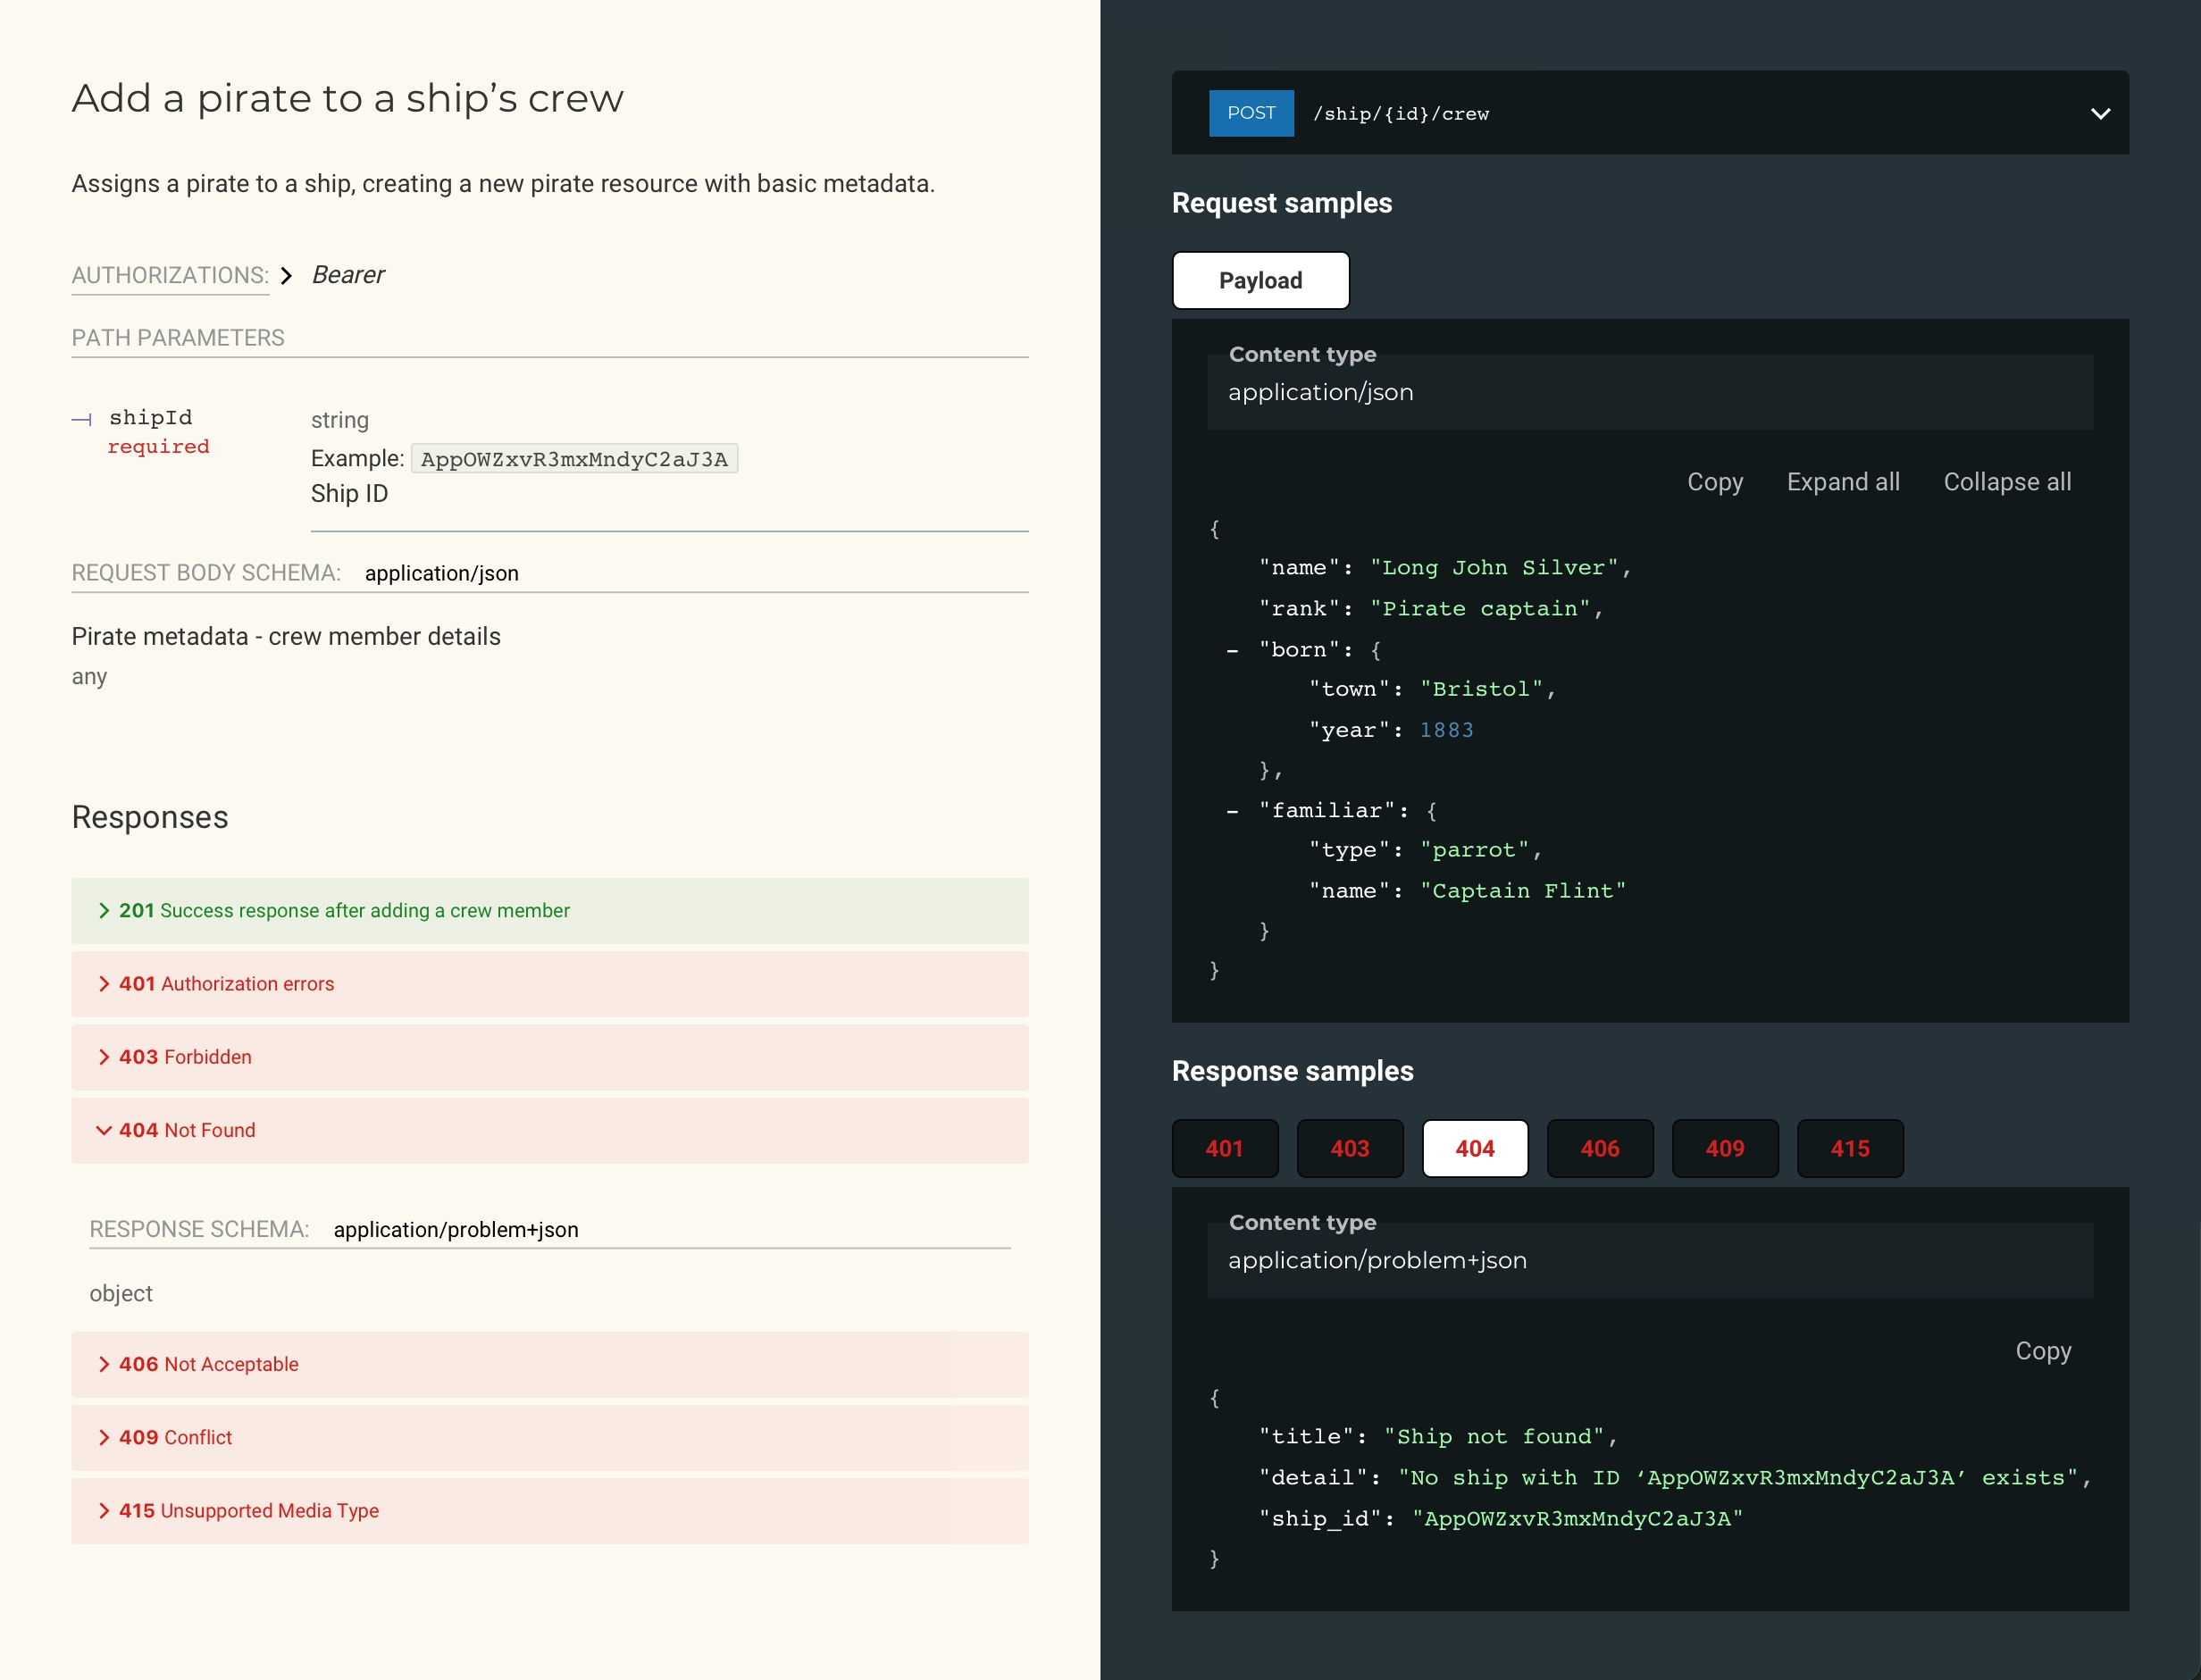 Add a pirate to a ship’s crew
Assigns a pirate to a ship, creating a new pirate resource with basic metadata.
AUTHORIZATIONS: Bearer
PATH PARAMETERS
shipId
required
string
Example: AppOWZxvR3mxMndyC2aJ3A
Ship ID
REQUEST BODY SCHEMA: application/json
Pirate metadata - crew member details
any
Responses
201 Success response after adding a crew member
401 Authorization errors
403 Forbidden
404 Not Found
RESPONSE SCHEMA: application/problem+json
object
406 Not Acceptable
409 Conflict
415 Unsupported Media Type
POST /ship/{id}/crew
Request samples
Payload
Content type
application/json
Copy Expand all Collapse all
{
"name": "Long John Silver",
"rank": "Pirate captain",
- "born": {
"town": "Bristol",
"year": 1883
},
- "familiar": {
"type": "parrot",
"name": "Captain Flint"
}
}
Response samples
401 403 404 406 409 415
Content type
application/problem+json
Copy
{
"title": "Ship not found",
"detail": "No ship with ID ‘AppOWZxvR3mxMndyC2aJ3A’ exists",
"ship_id": "AppOWZxvR3mxMndyC2aJ3A"
}